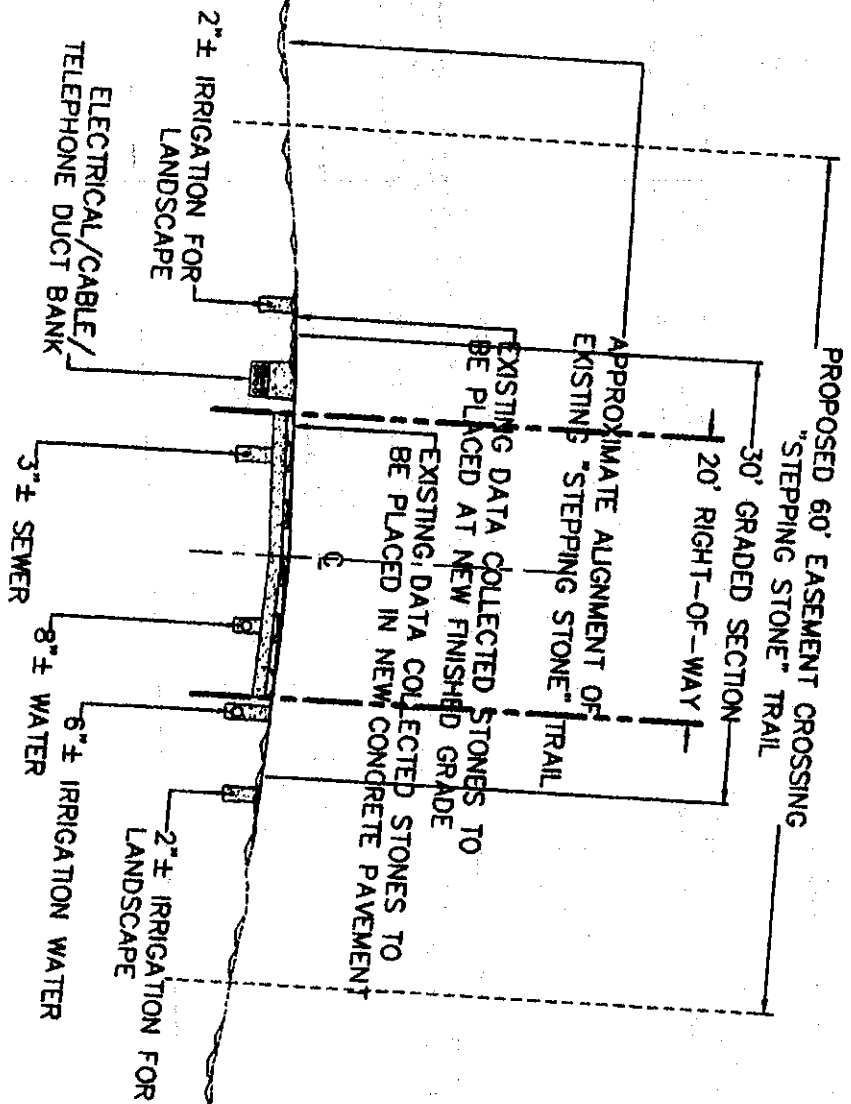 PROPOSED 60' EASEMENT CROSSING
"STEPPING STONE" TRAIL
30' GRADED SECTION
20' RIGHT-OF-WAY
APPROXIMATE ALIGNMENT OF
EXISTING "STEPPING STONE" TRAIL
EXISTING DATA COLLECTED STONES TO
BE PLACED AT NEW FINISHED GRADE
EXISTING DATA COLLECTED STONES TO
BE PLACED IN NEW CONCRETE PAVEMENT
℄
2"± IRRIGATION FOR
LANDSCAPE
ELECTRICAL/CABLE/
TELEPHONE DUCT BANK
3"± SEWER
8"± WATER
6"± IRRIGATION WATER
2"± IRRIGATION FOR
LANDSCAPE